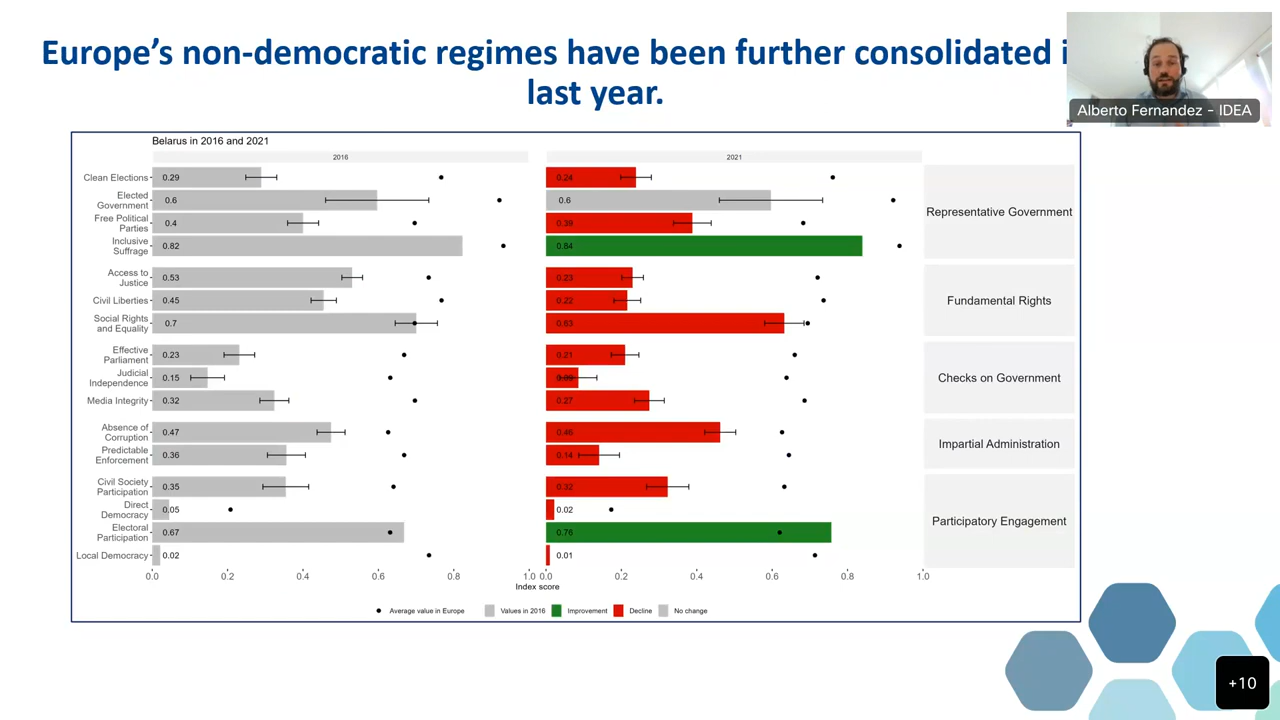 Europe's non-democratic regimes have been further consolidated i
last year.
Alberto Fernandez - IDEA
Belarus in 2016 and 2021
2016
2021
Clean Elections
0.29
0.24
Elected
Government
0.6
0.6
Free Political
Parties
0.4
0.39
Inclusive
Suffrage
0.82
0.84
Representative Government
Access to
Justice
0.53
0.23
Civil Liberties
0.45
0.22
Social Rights
and Equality
0.7
0.63
Fundamental Rights
Effective
Parliament
0.23
0.21
Judicial
Independence
0.15
0.09
Media Integrity
0.32
0.27
Checks on Government
Absence of
Corruption
0.47
0.46
Predictable
Enforcement
0.36
0.14
Impartial Administration
Civil Society
Participation
0.35
0.32
Direct
Democracy
0.05
0.02
Electoral
Participation
0.67
0.76
Local Democracy
0.02
0.01
Participatory Engagement
0.0 0.2 0.4 0.6 0.8 1.0 0.0 0.2 0.4 0.6 0.8 1.0
Index score
Average value in Europe Values in 2016 Improvement Decline No change
+10